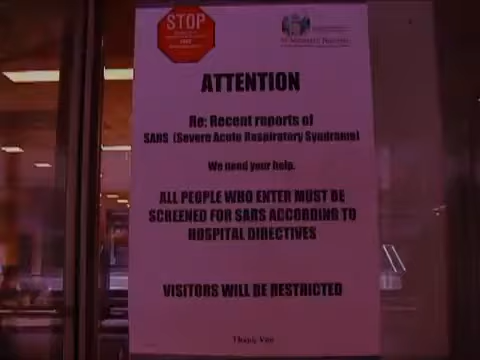 STOP
ATTENTION
Re: Recent reports of
SARS (Severe Acute Respiratory Syndrome)
We need your help.
ALL PEOPLE WHO ENTER MUST BE
SCREENED FOR SARS ACCORDING TO
HOSPITAL DIRECTIVES
VISITORS WILL BE RESTRICTED
Thank You